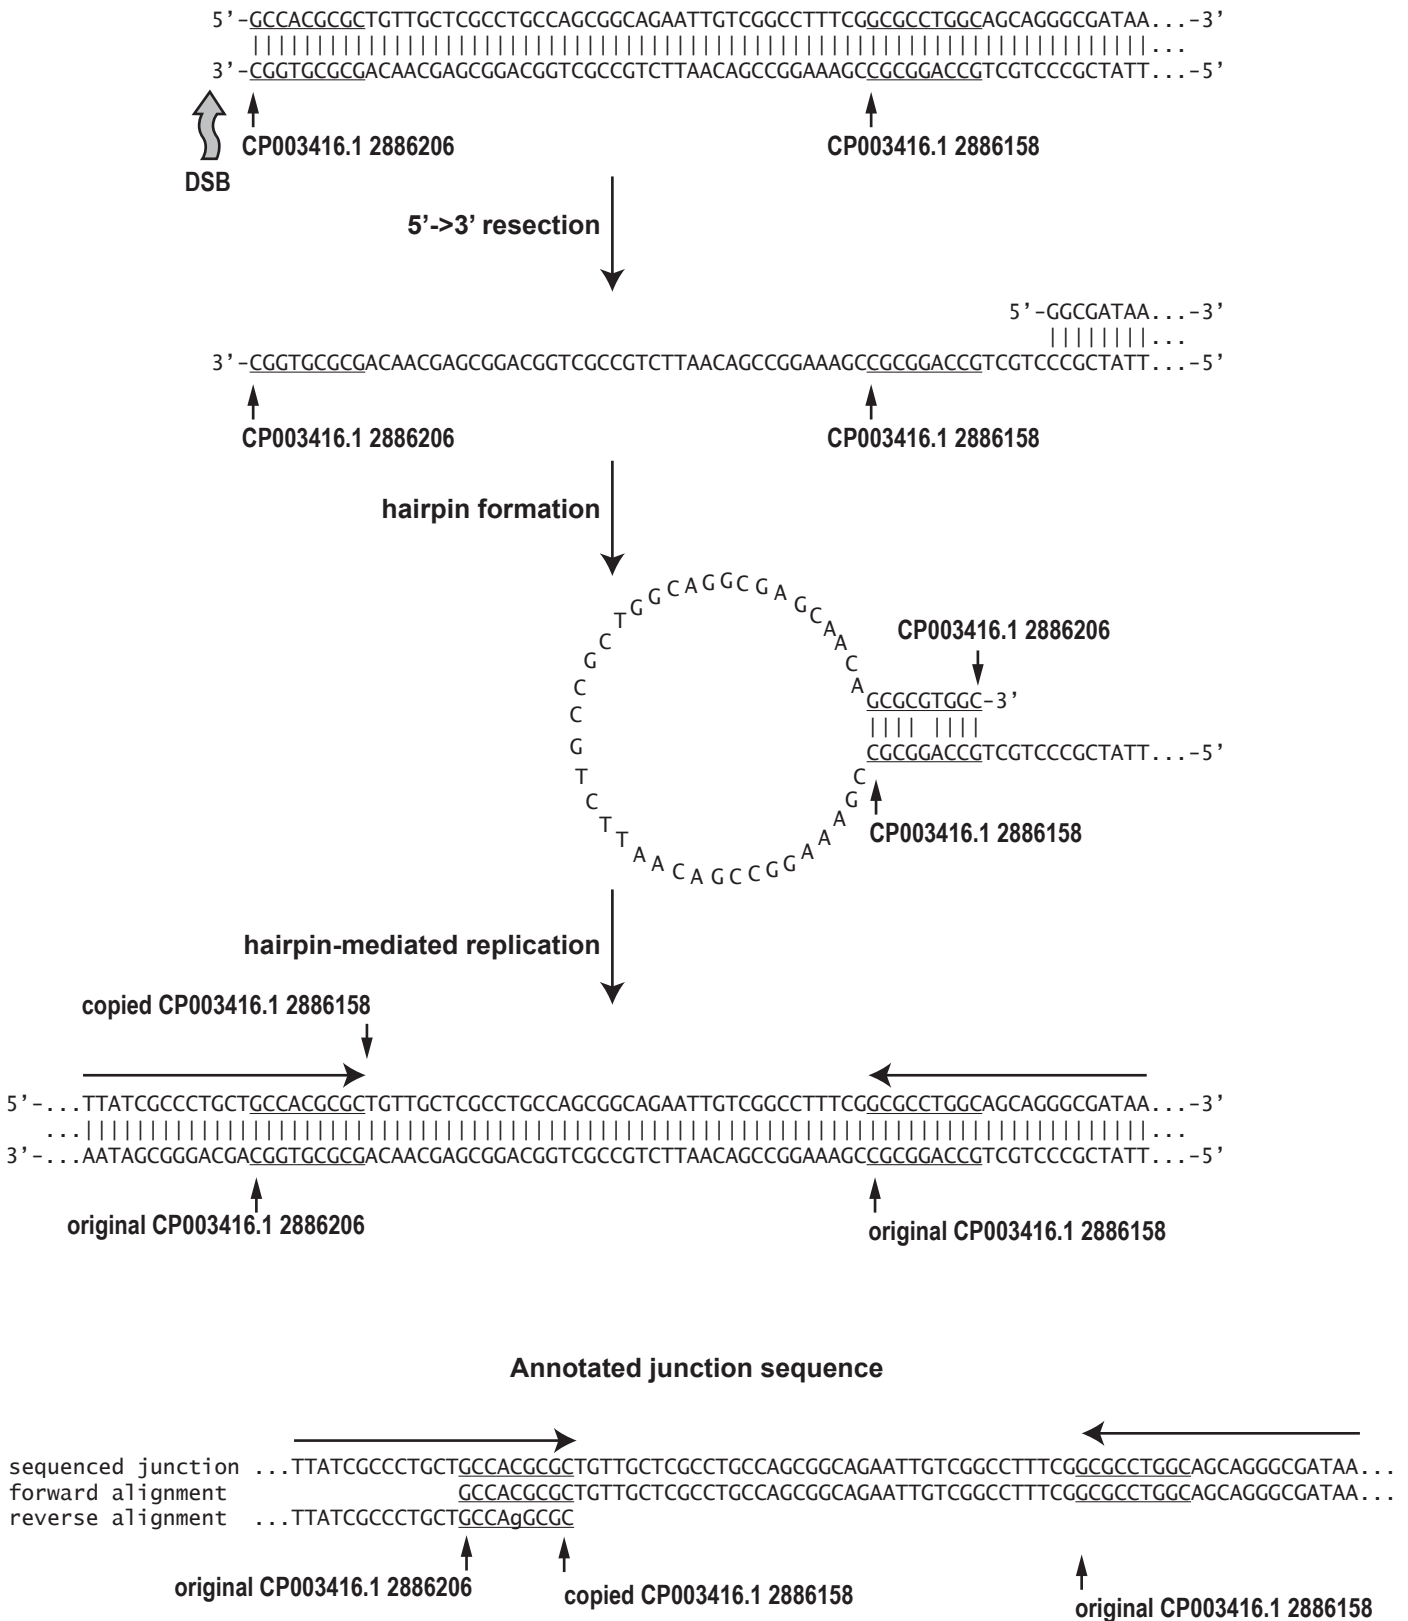 5’-GCCACGCGCTGTTGCTCGCCTGCCAGCGGCAGAATTGTCGGCCTTTCGGCGCCTGGCAGCAGGGCGATAA...-3’
||||||||||||||||||||||||||||||||||||||||||||||||||||||||||||||||||||||...
3’-CGGTGCGCGACAACGAGCGGACGGTCGCCGTCTTAACAGCCGGAAAGCCGCGGACCGTCGTCCCGCTATT...-5’
CP003416.1 2886206
CP003416.1 2886158
DSB
5’->3’ resection
5’-GGCGATAA...-3’
||||||||...
3’-CGGTGCGCGACAACGAGCGGACGGTCGCCGTCTTAACAGCCGGAAAGCCGCGGACCGTCGTCCCGCTATT...-5’
CP003416.1 2886206
CP003416.1 2886158
hairpin formation
CP003416.1 2886206
GCGCGTGGC-3’
ACAACGAGCGGACGGTCGCCGTCTTAACAGCCGGAAAGC
|||| ||||
CGCGGACCGTCGTCCCGCTATT...-5’
CP003416.1 2886158
hairpin-mediated replication
copied CP003416.1 2886158
5’-...TTATCGCCCTGCTGCCACGCGCTGTTGCTCGCCTGCCAGCGGCAGAATTGTCGGCCTTTCGGCGCCTGGCAGCAGGGCGATAA...-3’
...|||||||||||||||||||||||||||||||||||||||||||||||||||||||||||||||||||||||||||||||||||...
3’-...AATAGCGGGACGACGGTGCGCGACAACGAGCGGACGGTCGCCGTCTTAACAGCCGGAAAGCCGCGGACCGTCGTCCCGCTATT...-5’
original CP003416.1 2886206
original CP003416.1 2886158
Annotated junction sequence
sequenced junction ...TTATCGCCCTGCTGCCACGCGCTGTTGCTCGCCTGCCAGCGGCAGAATTGTCGGCCTTTCGGCGCCTGGCAGCAGGGCGATAA...
forward alignment GCCACGCGCTGTTGCTCGCCTGCCAGCGGCAGAATTGTCGGCCTTTCGGCGCCTGGCAGCAGGGCGATAA...
reverse alignment ...TTATCGCCCTGCTGCCAgGCGC
original CP003416.1 2886206
copied CP003416.1 2886158
original CP003416.1 2886158